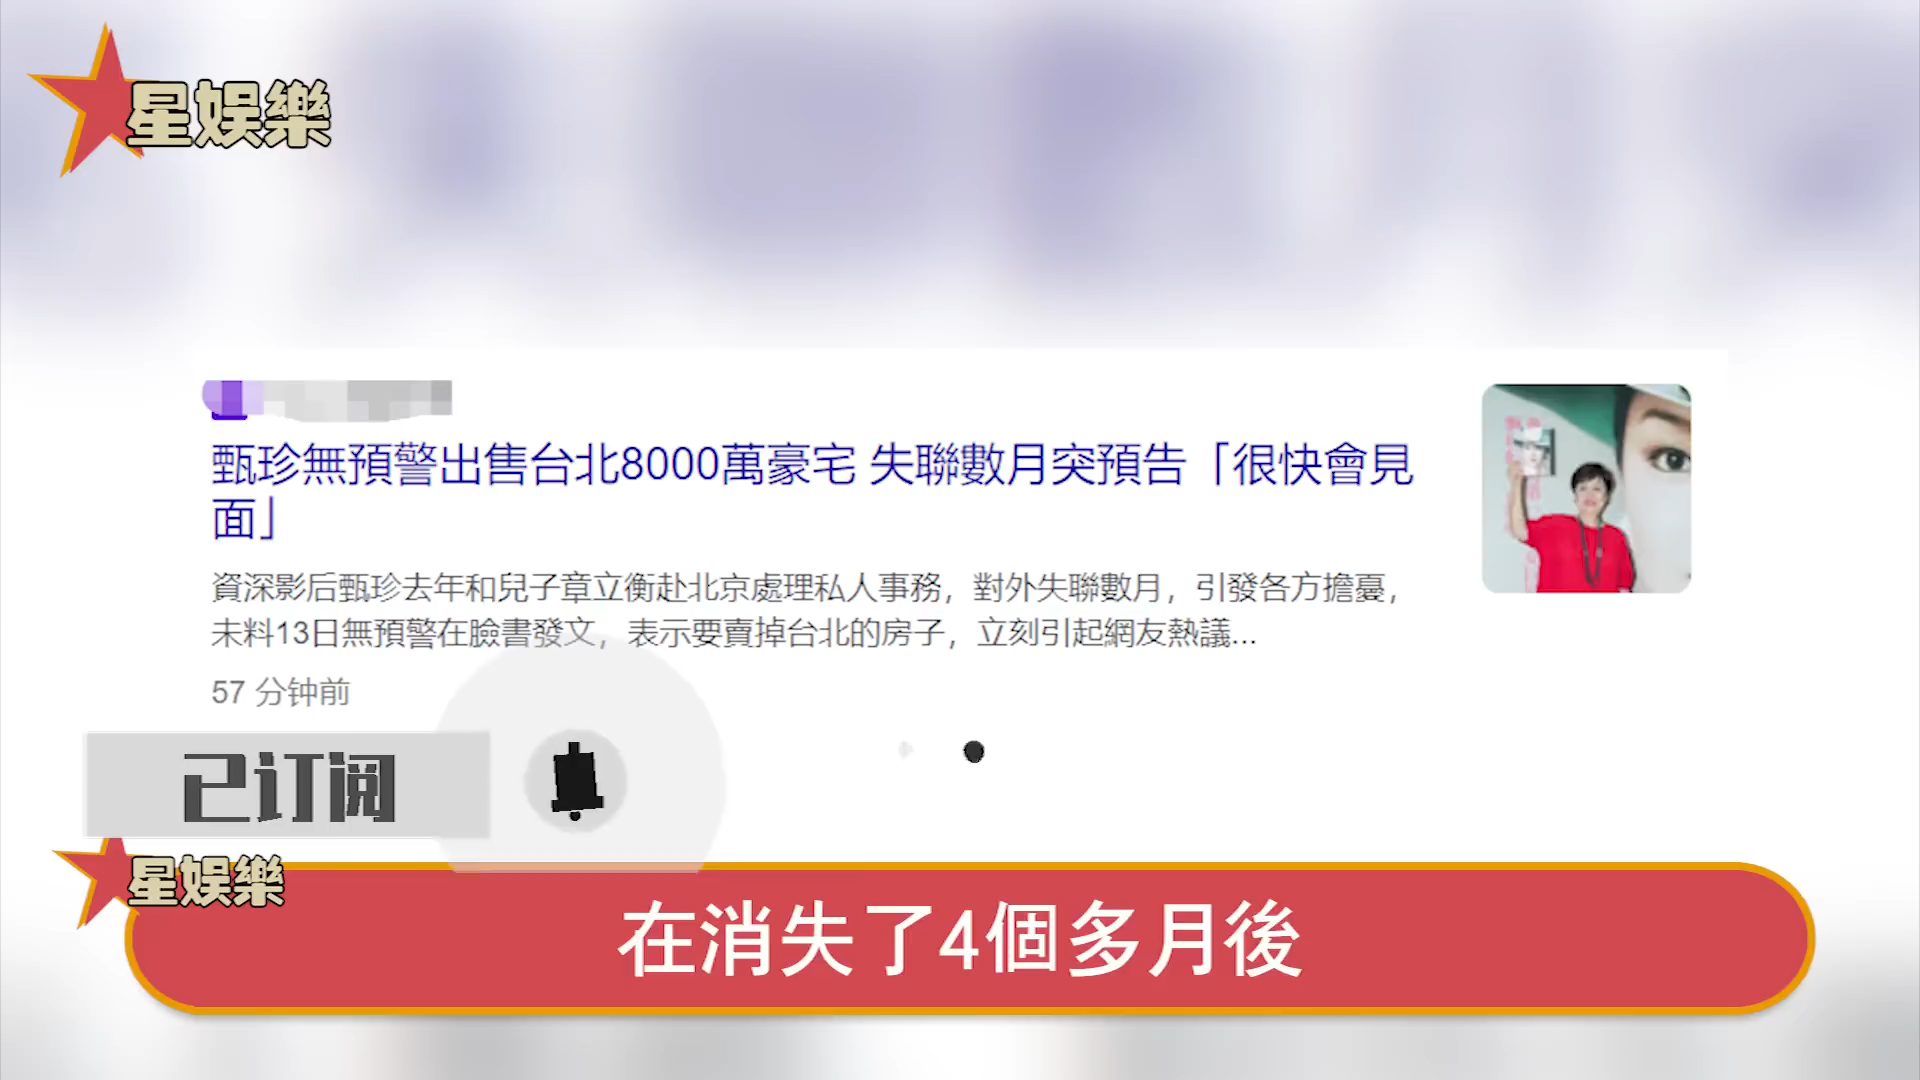 星娱樂
甄珍無預警出售台北8000萬豪宅 失聯數月突預告「很快會見
面」
資深影后甄珍去年和兒子章立衡赴北京處理私人事務，對外失聯數月，引發各方擔憂，
未料13日無預警在臉書發文，表示要賣掉台北的房子，立刻引起網友熱議...
57 分钟前
已订阅
星娱樂
在消失了4個多月後